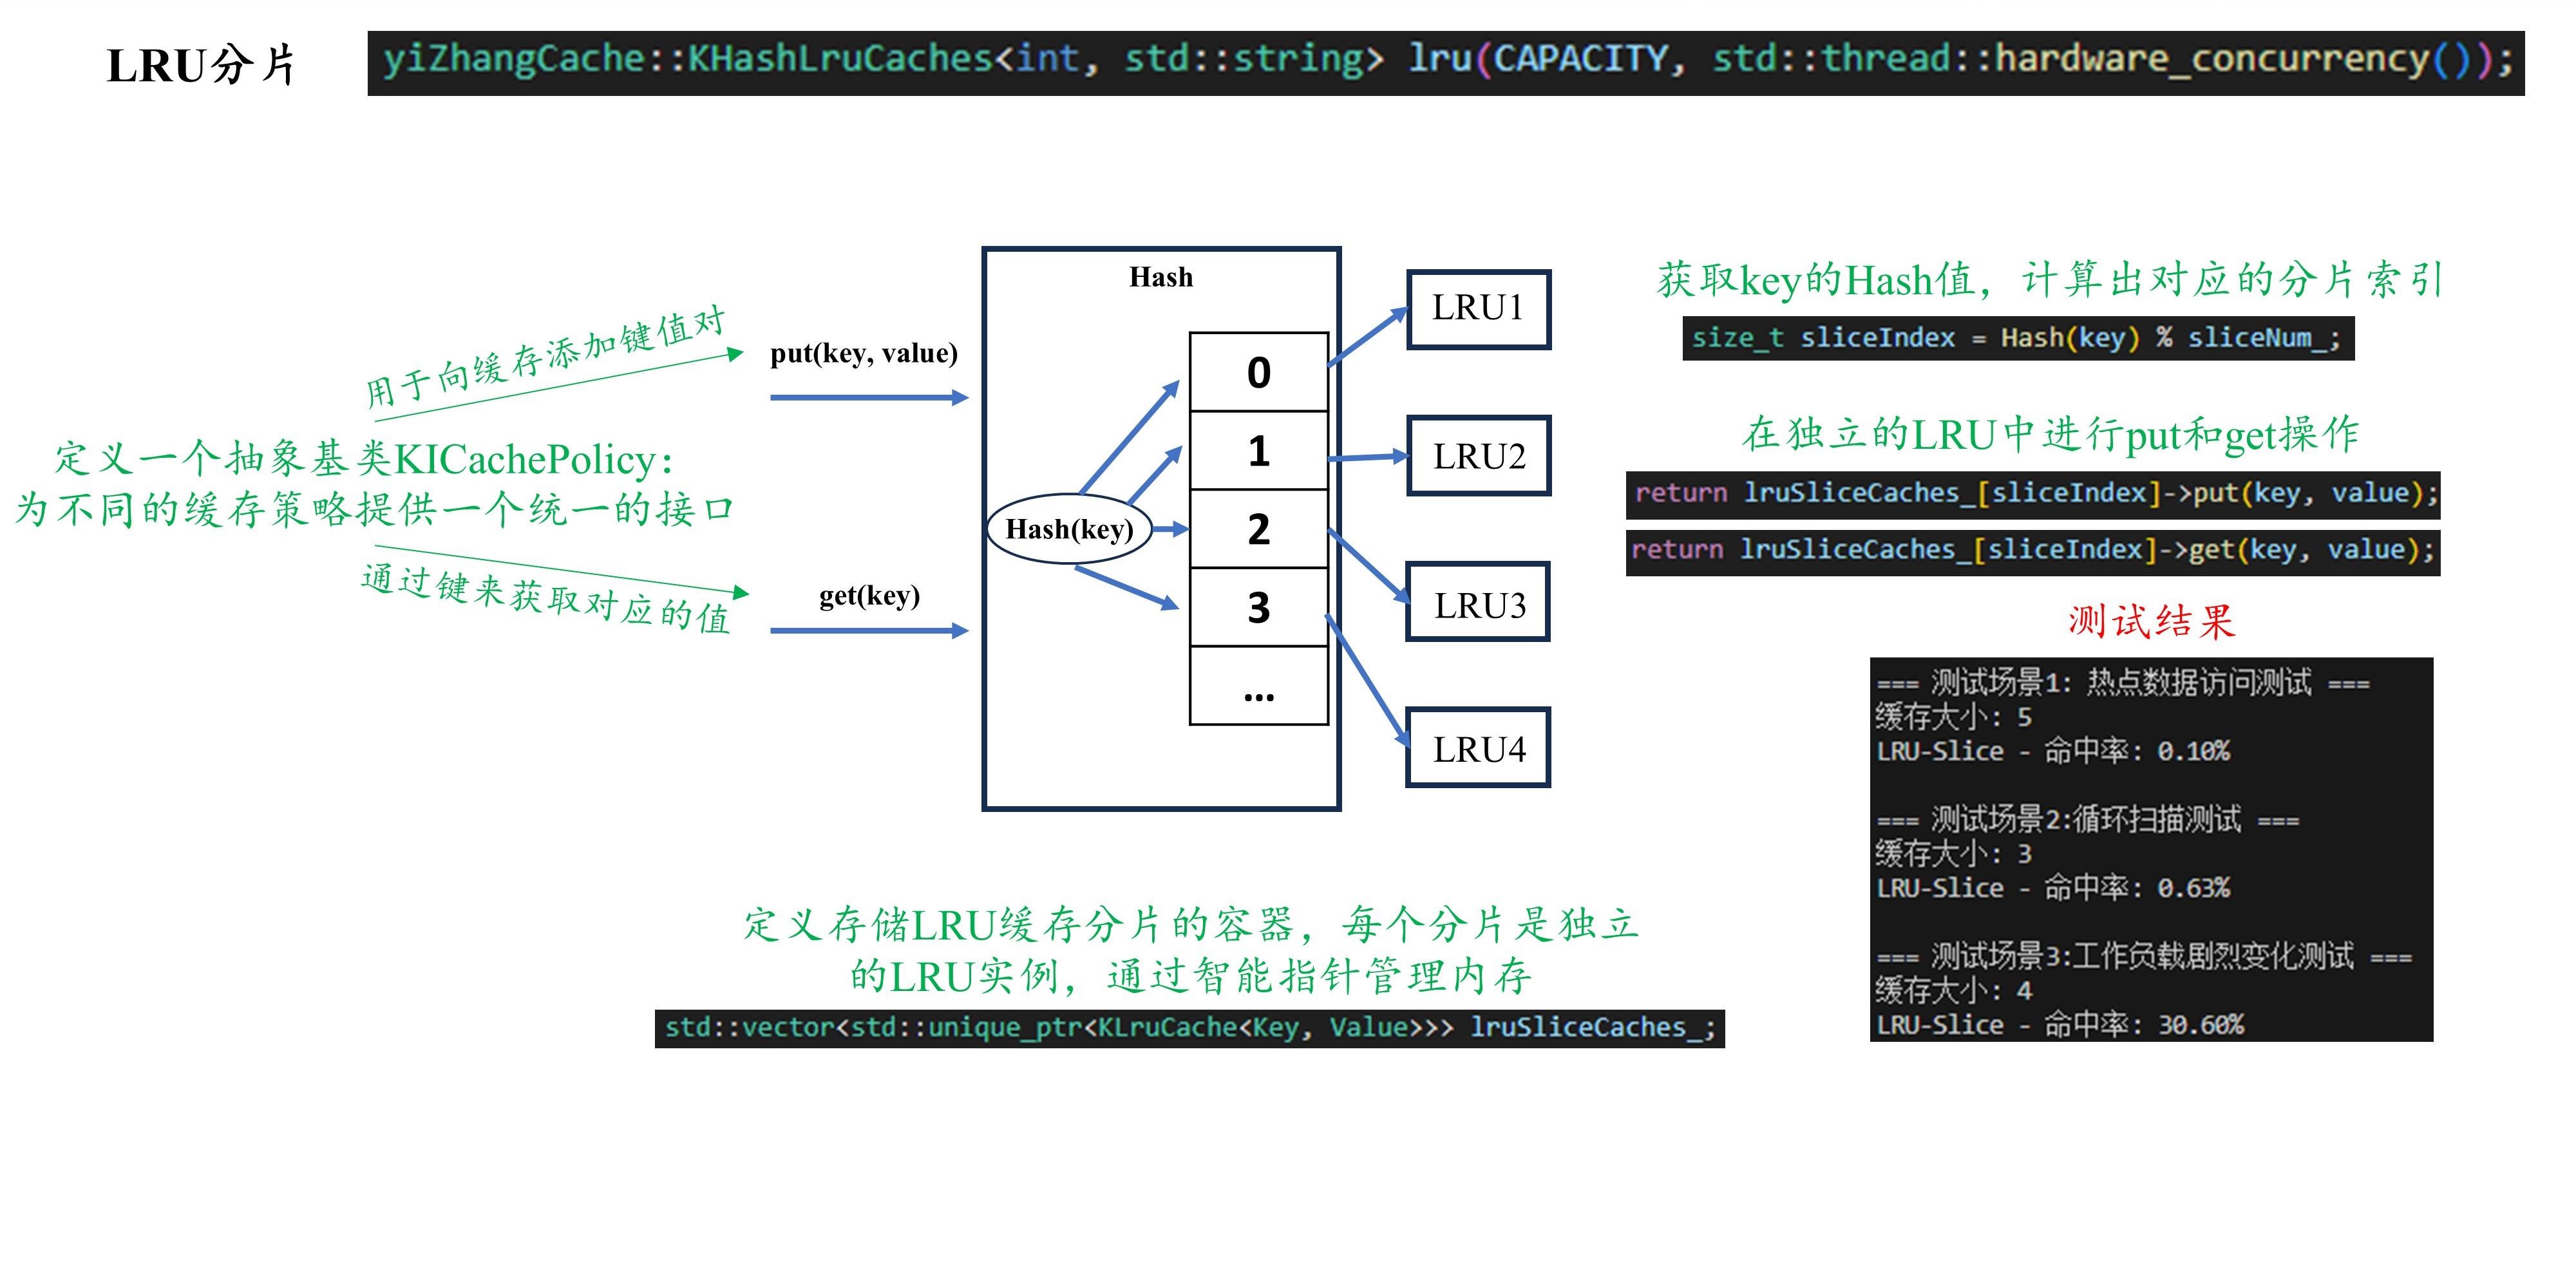 LRU分片
yiZhangCache::KHashLruCaches<int, std::string> lru(CAPACITY, std::thread::hardware_concurrency());
用于向缓存添加键值对
定义一个抽象基类KICachePolicy：
为不同的缓存策略提供一个统一的接口
通过键来获取对应的值
put(key, value)
get(key)
Hash
Hash(key)
0
1
2
3
...
LRU1
LRU2
LRU3
LRU4
获取key的Hash值，计算出对应的分片索引
size_t sliceIndex = Hash(key) % sliceNum_;
在独立的LRU中进行put和get操作
return lruSliceCaches_[sliceIndex]->put(key, value);
return lruSliceCaches_[sliceIndex]->get(key, value);
测试结果
=== 测试场景1: 热点数据访问测试 ===
缓存大小: 5
LRU-Slice - 命中率: 0.10%
=== 测试场景2:循环扫描测试 ===
缓存大小: 3
LRU-Slice - 命中率: 0.63%
=== 测试场景3:工作负载剧烈变化测试 ===
缓存大小: 4
LRU-Slice - 命中率: 30.60%
定义存储LRU缓存分片的容器，每个分片是独立
的LRU实例，通过智能指针管理内存
std::vector<std::unique_ptr<KLruCache<Key, Value>>> lruSliceCaches_;